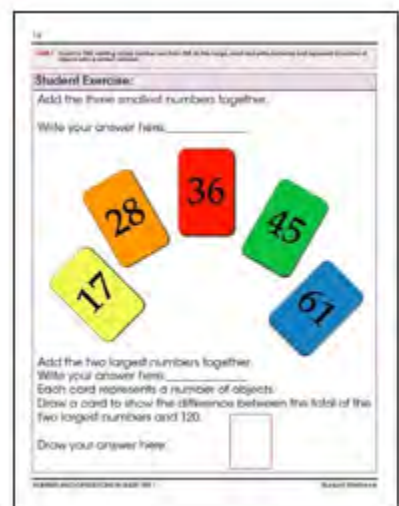 Student Exercise:
Add the three smallest numbers together.
Write your answer here:
17
28
36
45
61
Add the two largest numbers together.
Write your answer here:
Each card represents a number of objects.
Draw a card to show the difference between the total of the
two largest numbers and 120.
Draw your answer here: